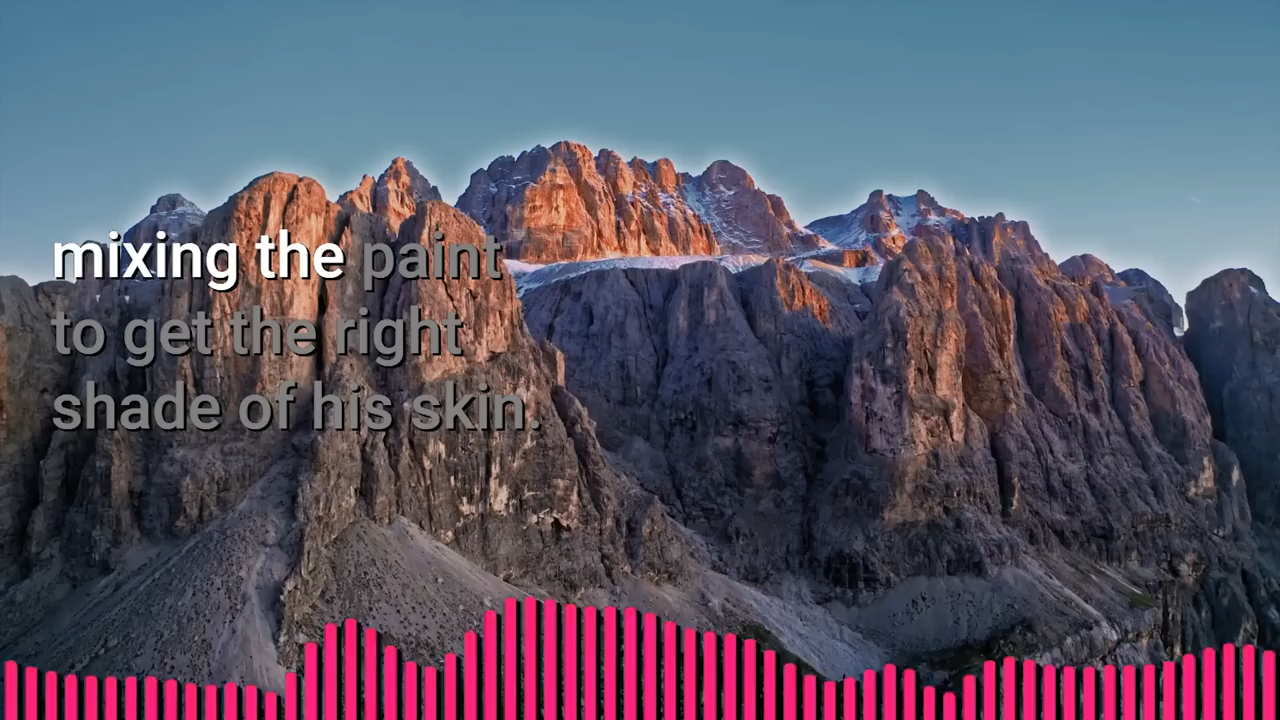 mixing the paint
to get the right
shade of his skin.